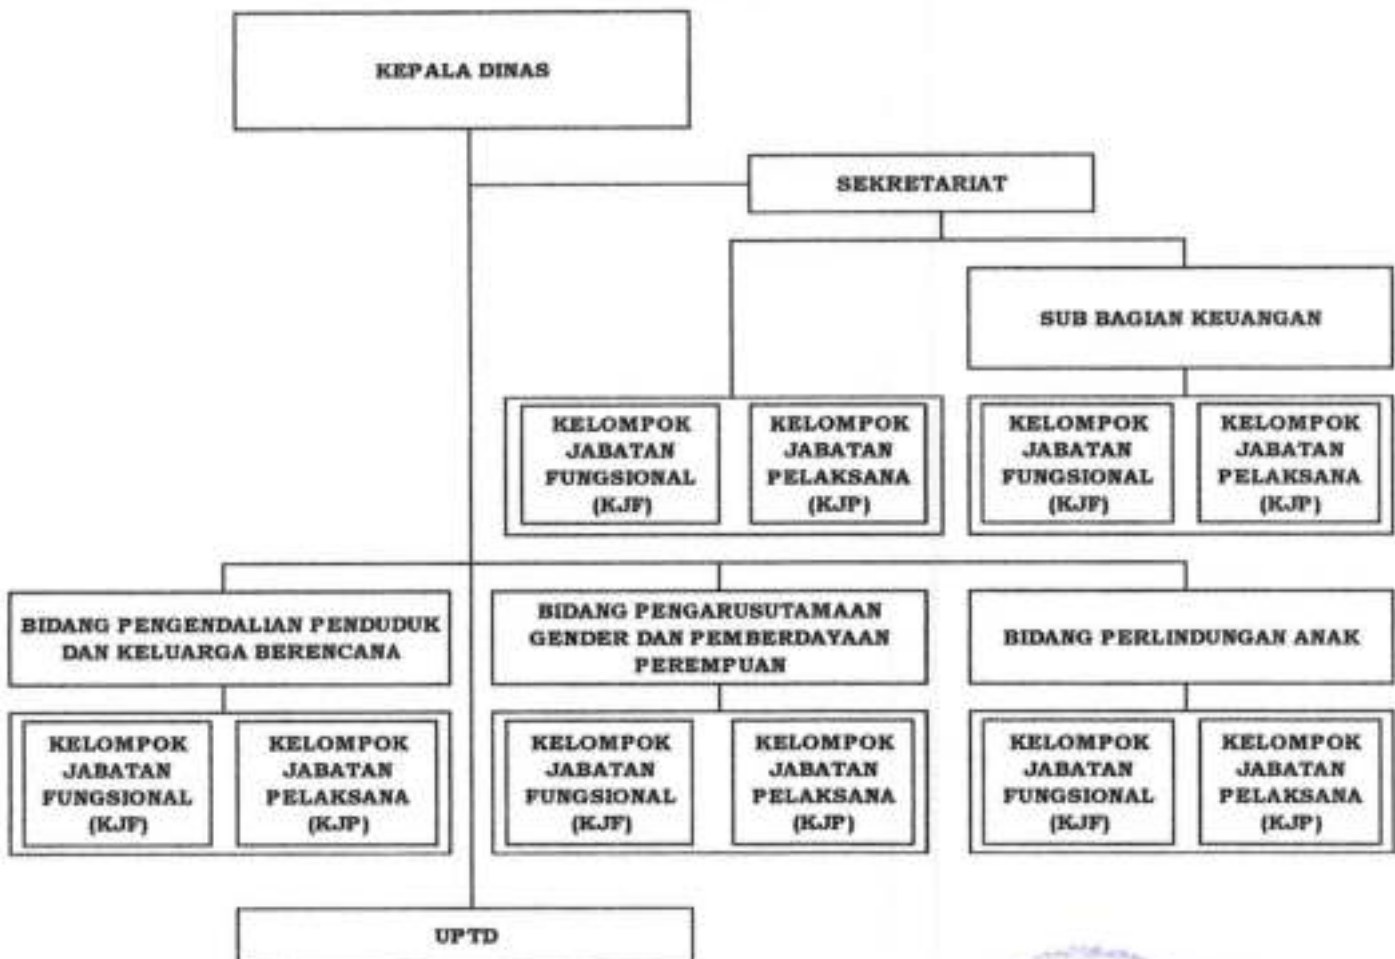 KEPALA DINAS
SEKRETARIAT
SUB BAGIAN KEUANGAN
KELOMPOK
JABATAN
FUNGSIONAL
(KJF)
KELOMPOK
JABATAN
PELAKSANA
(KJP)
KELOMPOK
JABATAN
FUNGSIONAL
(KJF)
KELOMPOK
JABATAN
PELAKSANA
(KJP)
BIDANG PENGENDALIAN PENDUDUK
DAN KELUARGA BERENCANA
BIDANG PENGARUSUTAMAAN
GENDER DAN PEMBERDAYAAN
PEREMPUAN
BIDANG PERLINDUNGAN ANAK
KELOMPOK
JABATAN
FUNGSIONAL
(KJF)
KELOMPOK
JABATAN
PELAKSANA
(KJP)
KELOMPOK
JABATAN
FUNGSIONAL
(KJF)
KELOMPOK
JABATAN
PELAKSANA
(KJP)
KELOMPOK
JABATAN
FUNGSIONAL
(KJF)
KELOMPOK
JABATAN
PELAKSANA
(KJP)
UPTD